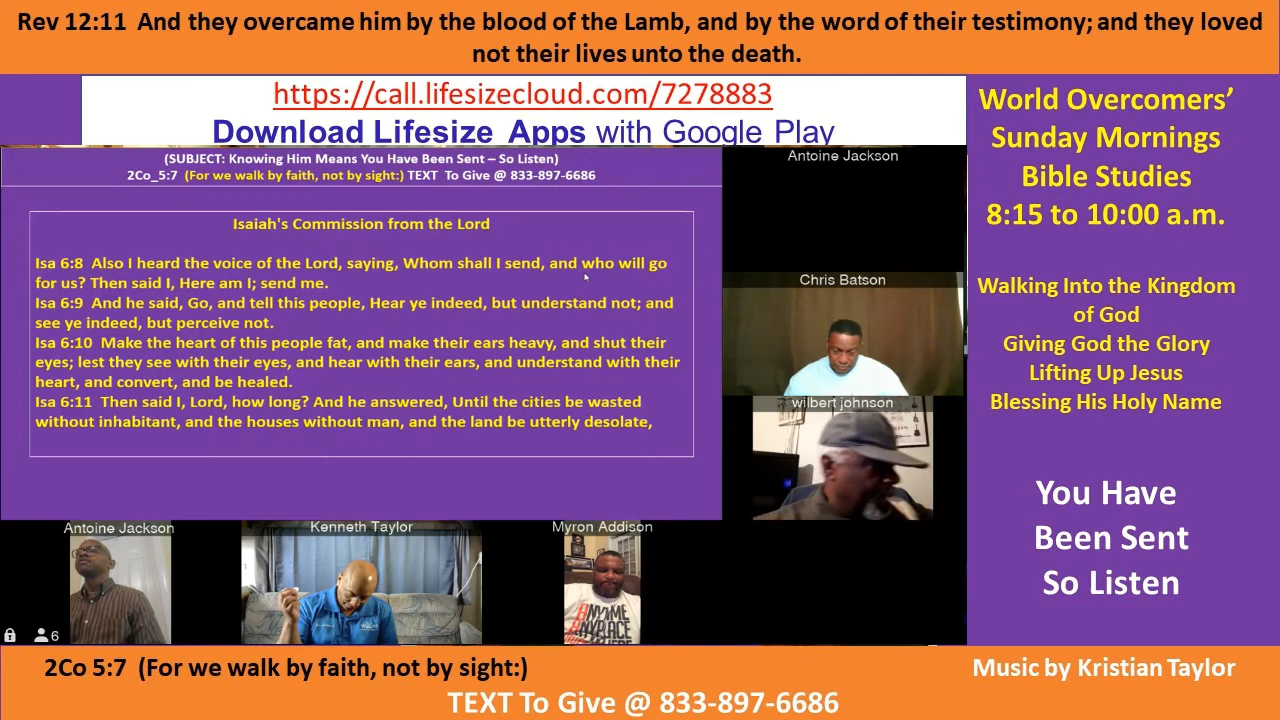 Rev 12:11  And they overcame him by the blood of the Lamb, and by the word of their testimony; and they loved
not their lives unto the death.
https://call.lifesizecloud.com/7278883
Download Lifesize Apps with Google Play
(SUBJECT: Knowing Him Means You Have Been Sent – So Listen)
2Co_5:7  (For we walk by faith, not by sight:) TEXT  To Give @ 833-897-6686
Isaiah's Commission from the Lord
Isa 6:8  Also I heard the voice of the Lord, saying, Whom shall I send, and who will go
for us? Then said I, Here am I; send me.
Isa 6:9  And he said, Go, and tell this people, Hear ye indeed, but understand not; and
see ye indeed, but perceive not.
Isa 6:10  Make the heart of this people fat, and make their ears heavy, and shut their
eyes; lest they see with their eyes, and hear with their ears, and understand with their
heart, and convert, and be healed.
Isa 6:11  Then said I, Lord, how long? And he answered, Until the cities be wasted
without inhabitant, and the houses without man, and the land be utterly desolate,
Antoine Jackson
Chris Batson
wilbert johnson
Antoine Jackson
Kenneth Taylor
Myron Addison
ANYTIME
ANYPLACE
6
World Overcomers’
Sunday Mornings
Bible Studies
8:15 to 10:00 a.m.
Walking Into the Kingdom
of God
Giving God the Glory
Lifting Up Jesus
Blessing His Holy Name
You Have
Been Sent
So Listen
2Co 5:7  (For we walk by faith, not by sight:)
Music by Kristian Taylor
TEXT To Give @ 833-897-6686